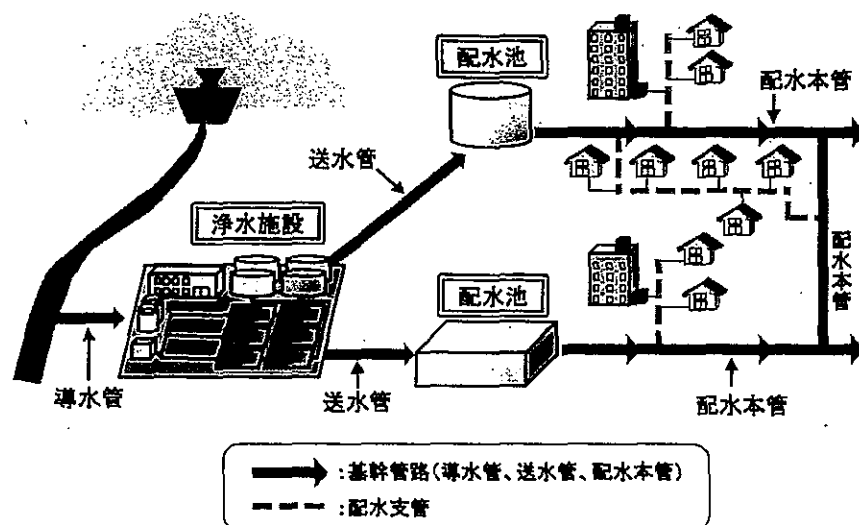 配水池
配水本管
送水管
浄水施設
配水池
配水本管
導水管
送水管
配水本管
:基幹管路(導水管、送水管、配水本管)
:配水支管